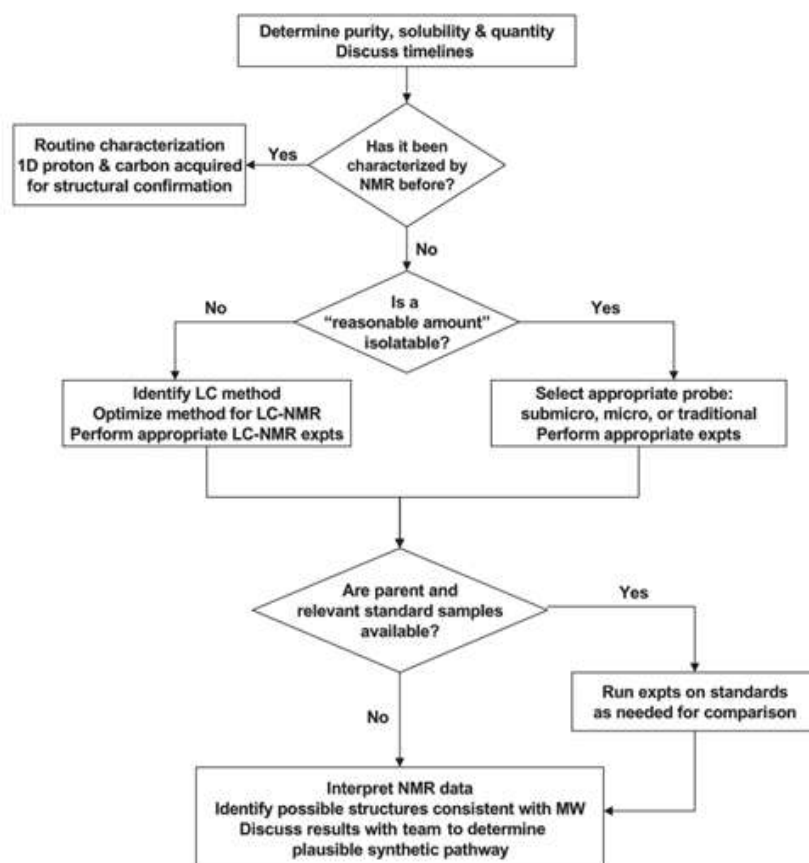 Determine purity, solubility & quantity
Discuss timelines
Has it been
characterized by
NMR before?
Yes
Routine characterization
1D proton & carbon acquired
for structural confirmation
No
Is a
“reasonable amount”
isolatable?
No
Yes
Identify LC method
Optimize method for LC-NMR
Perform appropriate LC-NMR expts
Select appropriate probe:
submicro, micro, or traditional
Perform appropriate expts
Are parent and
relevant standard samples
available?
Yes
Run expts on standards
as needed for comparison
No
Interpret NMR data
Identify possible structures consistent with MW
Discuss results with team to determine
plausible synthetic pathway